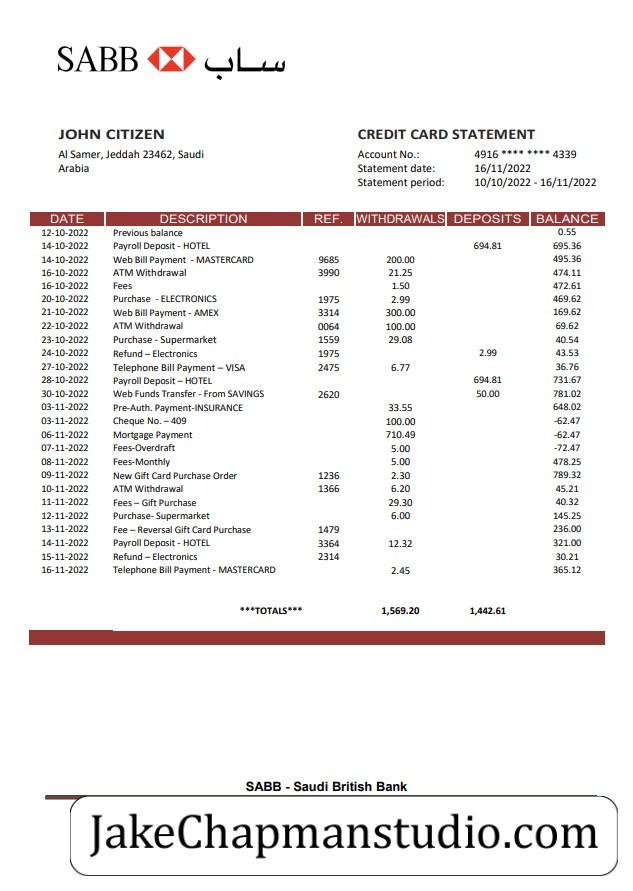 SABB ساب
JOHN CITIZEN
Al Samer, Jeddah 23462, Saudi
Arabia
CREDIT CARD STATEMENT
Account No.: 4916 **** **** 4339
Statement date: 16/11/2022
Statement period: 10/10/2022 - 16/11/2022
DATE DESCRIPTION REF. WITHDRAWALS DEPOSITS BALANCE
12-10-2022 Previous balance 0.55
14-10-2022 Payroll Deposit - HOTEL 694.81 695.36
14-10-2022 Web Bill Payment - MASTERCARD 9685 200.00 495.36
16-10-2022 ATM Withdrawal 3990 21.25 474.11
16-10-2022 Fees 1.50 472.61
20-10-2022 Purchase - ELECTRONICS 1975 2.99 469.62
21-10-2022 Web Bill Payment - AMEX 3314 300.00 169.62
22-10-2022 ATM Withdrawal 0064 100.00 69.62
23-10-2022 Purchase - Supermarket 1559 29.08 40.54
24-10-2022 Refund – Electronics 1975 2.99 43.53
27-10-2022 Telephone Bill Payment – VISA 2475 6.77 36.76
28-10-2022 Payroll Deposit – HOTEL 694.81 731.67
30-10-2022 Web Funds Transfer - From SAVINGS 2620 50.00 781.02
03-11-2022 Pre-Auth. Payment-INSURANCE 33.55 648.02
03-11-2022 Cheque No. – 409 100.00 -62.47
06-11-2022 Mortgage Payment 710.49 -62.47
07-11-2022 Fees-Overdraft 5.00 -72.47
08-11-2022 Fees-Monthly 5.00 478.25
09-11-2022 New Gift Card Purchase Order 1236 2.30 789.32
10-11-2022 ATM Withdrawal 1366 6.20 45.21
11-11-2022 Fees – Gift Purchase 29.30 40.32
12-11-2022 Purchase- Supermarket 6.00 145.25
13-11-2022 Fee – Reversal Gift Card Purchase 1479 236.00
14-11-2022 Payroll Deposit - HOTEL 3364 12.32 321.00
15-11-2022 Refund – Electronics 2314 30.21
16-11-2022 Telephone Bill Payment - MASTERCARD 2.45 365.12
***TOTALS*** 1,569.20 1,442.61
SABB - Saudi British Bank
JakeChapmanstudio.com